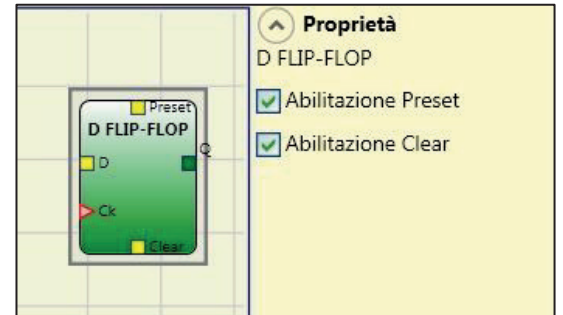 Preset
D FLIP-FLOP
Q
D
Ck
Clear
Proprietà
D FLIP-FLOP
Abilitazione Preset
Abilitazione Clear